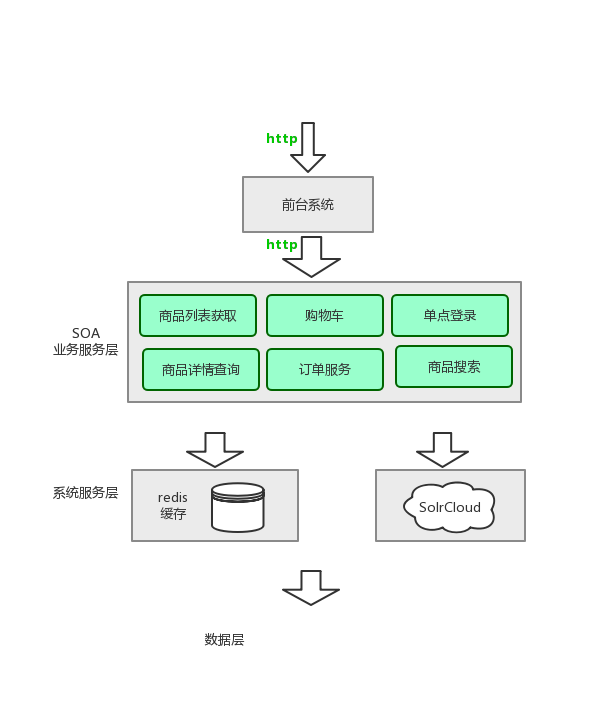 http
前台系统
http
SOA
业务服务层
商品列表获取
购物车
单点登录
商品详情查询
订单服务
商品搜索
系统服务层
redis
缓存
SolrCloud
数据层